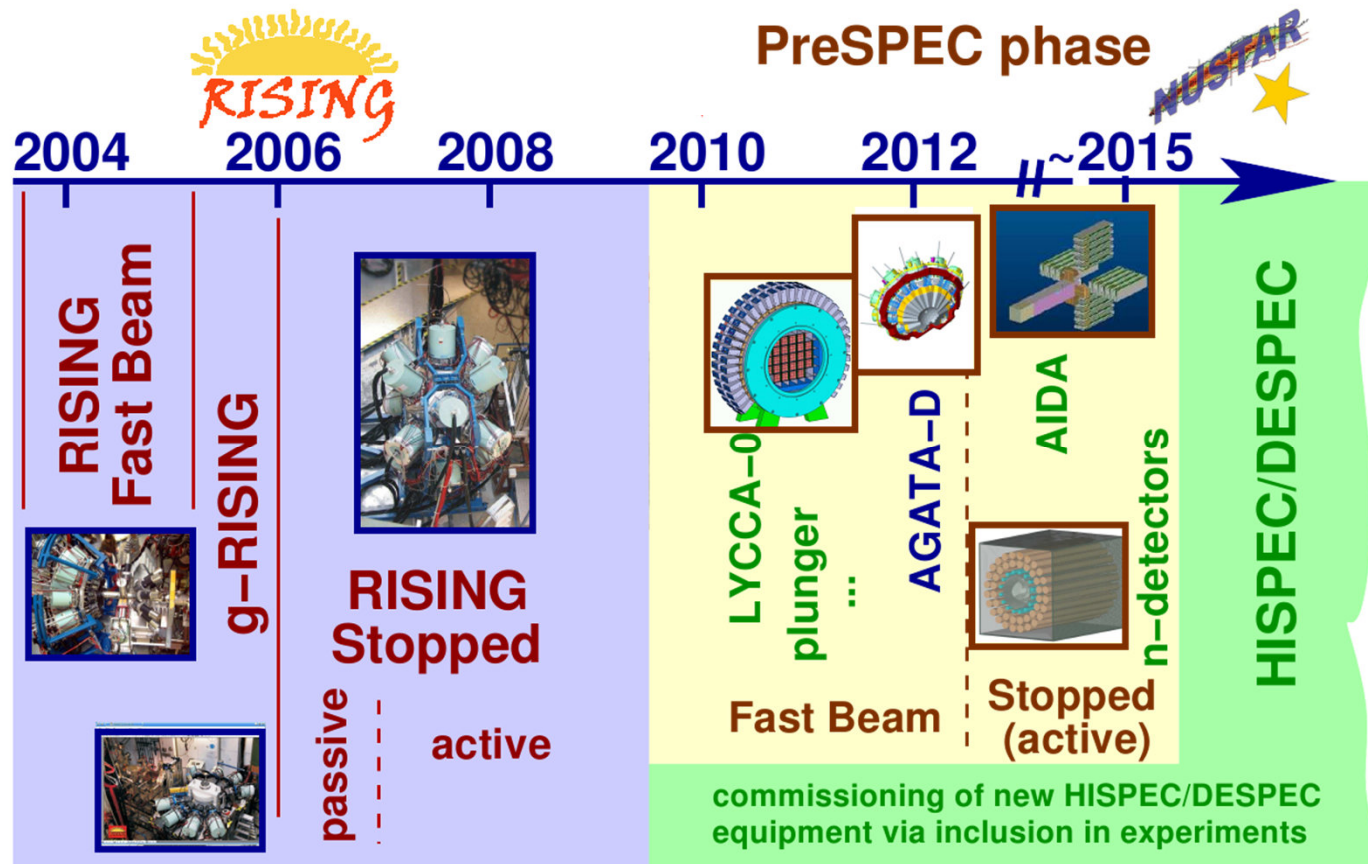 RISING
PreSPEC phase
NUSTAR
2004 2006 2008 2010 2012 ~2015
RISING
Fast Beam
g-RISING
RISING
Stopped
passive
active
LYCCA-0
plunger
...
AGATA-D
AIDA
n-detectors
Fast Beam
Stopped
(active)
HISPEC/DESPEC
commissioning of new HISPEC/DESPEC
equipment via inclusion in experiments